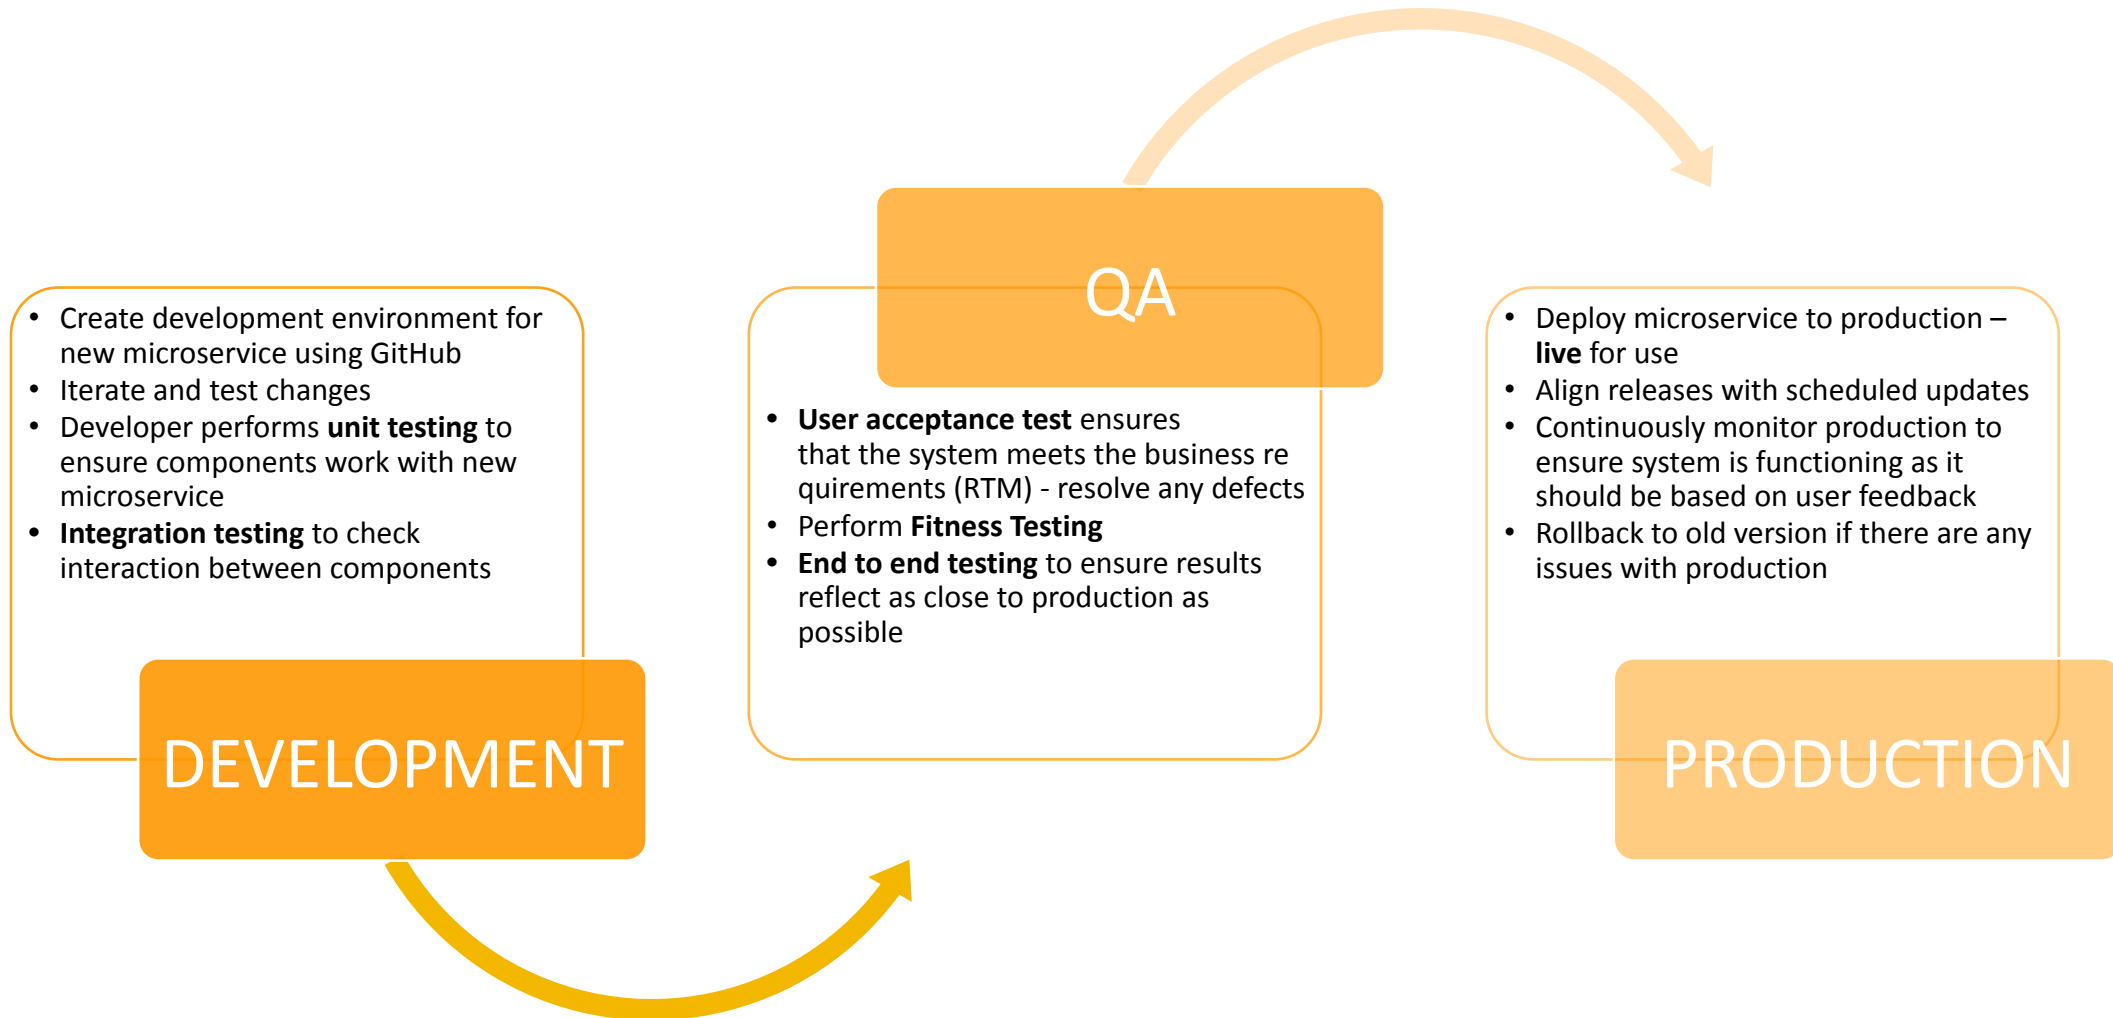 • Create development environment for
new microservice using GitHub
• Iterate and test changes
• Developer performs unit testing to
ensure components work with new
microservice
• Integration testing to check
interaction between components
DEVELOPMENT
QA
• User acceptance test ensures
that the system meets the business re
quirements (RTM) - resolve any defects
• Perform Fitness Testing
• End to end testing to ensure results
reflect as close to production as
possible
• Deploy microservice to production –
live for use
• Align releases with scheduled updates
• Continuously monitor production to
ensure system is functioning as it
should be based on user feedback
• Rollback to old version if there are any
issues with production
PRODUCTION